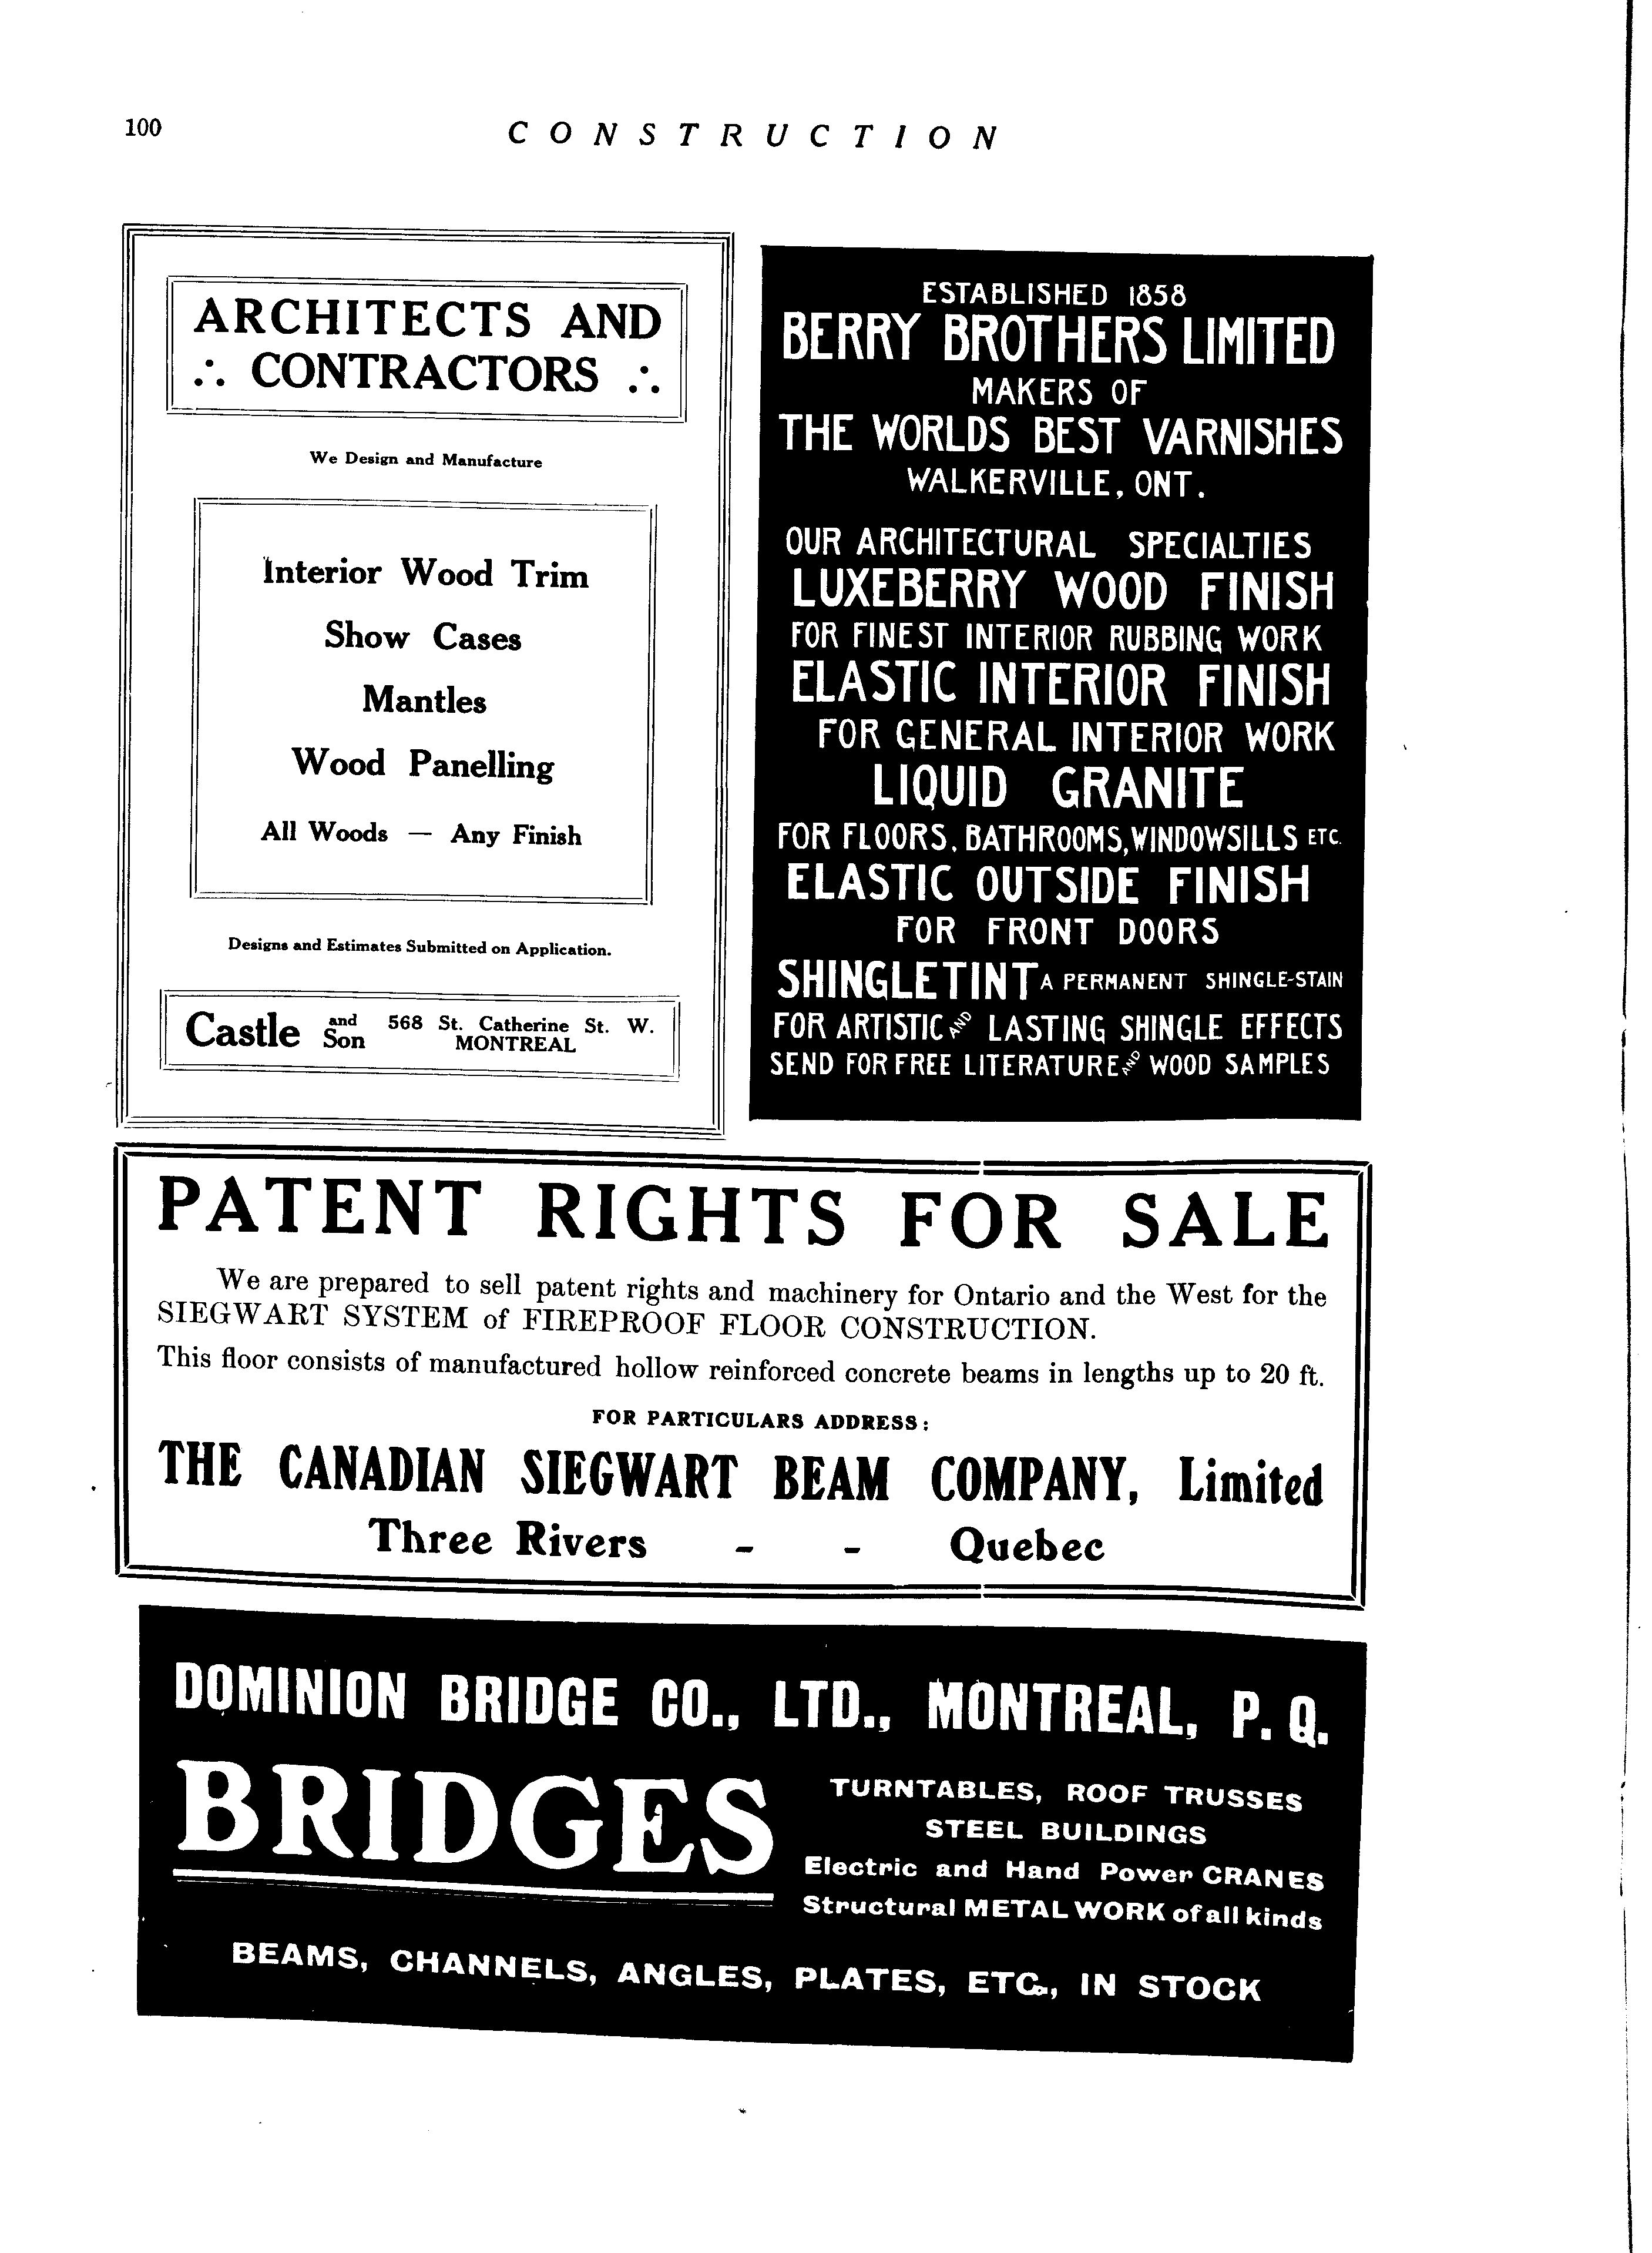 100
CONSTRUCTION
ARCHITECTS AND
∴ CONTRACTORS ∴
We Design and Manufacture
Interior Wood Trim
Show Cases
Mantles
Wood Panelling
All Woods — Any Finish
Designs and Estimates Submitted on Application.
Castle and Son 568 St. Catherine St. W.
MONTREAL
ESTABLISHED 1858
BERRY BROTHERS LIMITED
MAKERS OF
THE WORLDS BEST VARNISHES
WALKERVILLE, ONT.
OUR ARCHITECTURAL SPECIALTIES
LUXEBERRY WOOD FINISH
FOR FINEST INTERIOR RUBBING WORK
ELASTIC INTERIOR FINISH
FOR GENERAL INTERIOR WORK
LIQUID GRANITE
FOR FLOORS, BATHROOMS, WINDOWSILLS ETC.
ELASTIC OUTSIDE FINISH
FOR FRONT DOORS
SHINGLETINT A PERMANENT SHINGLE-STAIN
FOR ARTISTIC AND LASTING SHINGLE EFFECTS
SEND FOR FREE LITERATURE AND WOOD SAMPLES
PATENT RIGHTS FOR SALE
We are prepared to sell patent rights and machinery for Ontario and the West for the
SIEGWART SYSTEM of FIREPROOF FLOOR CONSTRUCTION.
This floor consists of manufactured hollow reinforced concrete beams in lengths up to 20 ft.
FOR PARTICULARS ADDRESS:
THE CANADIAN SIEGWART BEAM COMPANY, Limited
Three Rivers - - Quebec
DOMINION BRIDGE CO., LTD., MONTREAL, P. Q.
BRIDGES
TURNTABLES, ROOF TRUSSES
STEEL BUILDINGS
Electric and Hand Power CRANES
Structural METAL WORK of all kinds
BEAMS, CHANNELS, ANGLES, PLATES, ETC., IN STOCK